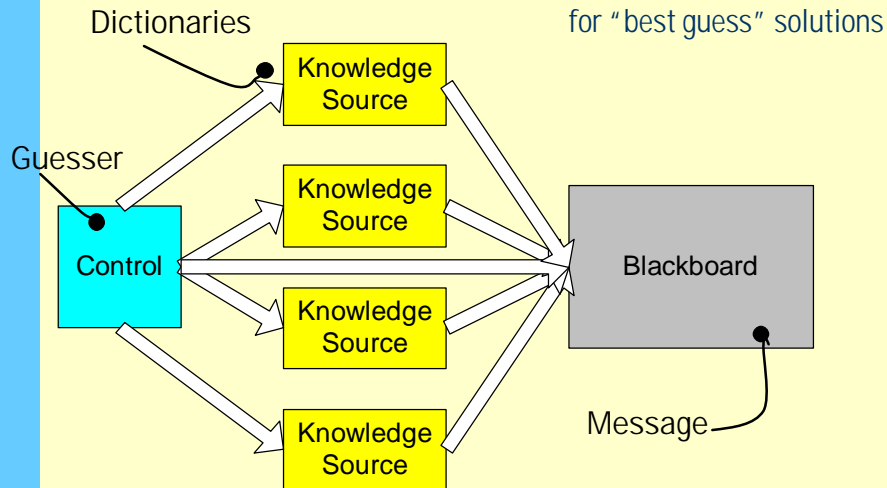 Dictionaries
for "best guess" solutions
Knowledge
Source
Guesser
Knowledge
Source
Control
Blackboard
Knowledge
Source
Message
Knowledge
Source